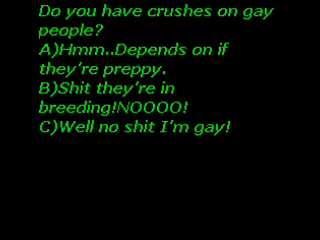 Do you have crushes on gay
people?
A)Hmm..Depends on if
they're preppy.
B)Shit they're in
breeding!NOOOO!
C)Well no shit I'm gay!